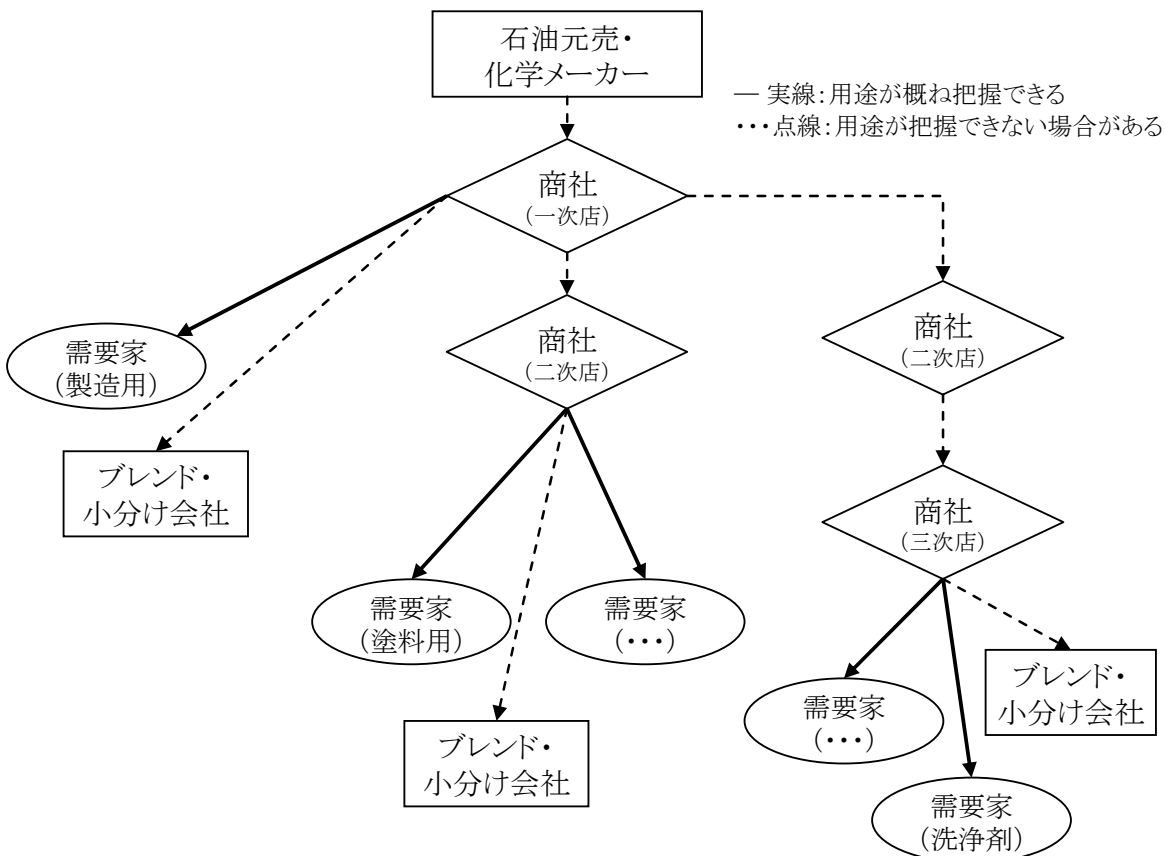 石油元売・
化学メーカー
― 実線：用途が概ね把握できる
・・・点線：用途が把握できない場合がある
商社
（一次店）
需要家
（製造用）
商社
（二次店）
商社
（二次店）
ブレンド・
小分け会社
商社
（三次店）
需要家
（塗料用）
需要家
（・・・）
ブレンド・
小分け会社
需要家
（・・・）
ブレンド・
小分け会社
需要家
（洗浄剤）